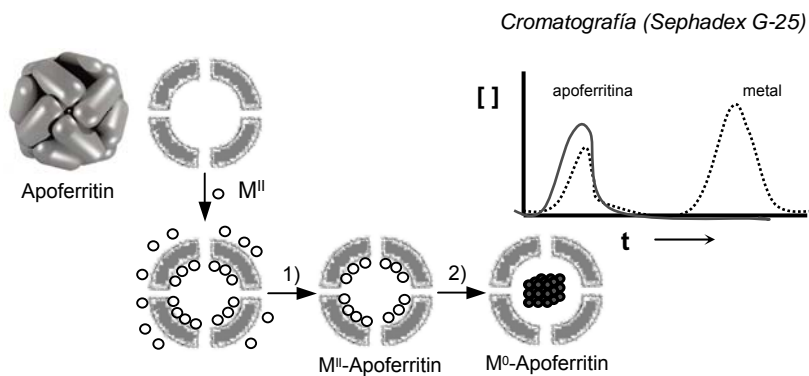 Cromatografía (Sephadex G-25)
[ ]
apoferritina
metal
t
Apoferritin
M^II
1)
2)
M^II-Apoferritin
M^0-Apoferritin